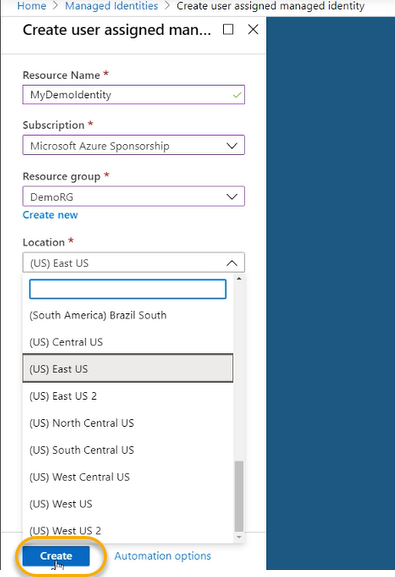 Home > Managed Identities > Create user assigned managed identity
Create user assigned man...
Resource Name *
MyDemoIdentity
Subscription *
Microsoft Azure Sponsorship
Resource group *
DemoRG
Create new
Location *
(US) East US
(South America) Brazil South
(US) Central US
(US) East US
(US) East US 2
(US) North Central US
(US) South Central US
(US) West Central US
(US) West US
(US) West US 2
Create
Automation options